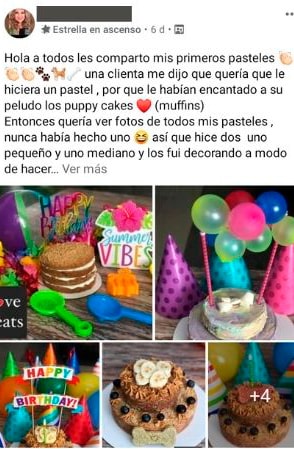 Estrella en ascenso • 6 d •
Hola a todos les comparto mis primeros pasteles 👏
👏🏻👏🏻🐾🐕🦴 una clienta me dijo que quería que le
hiciera un pastel , por que le habían encantado a su
peludo los puppy cakes ❤️ (muffins)
Entonces quería ver fotos de todos mis pasteles ,
nunca había hecho uno 😆 así que hice dos uno
pequeño y uno mediano y los fui decorando a modo
de hacer... Ver más
HAPPY
BIRTHDAY
Summer
VIBES
ove
eats
HAPPY
BIRTHDAY!
+4